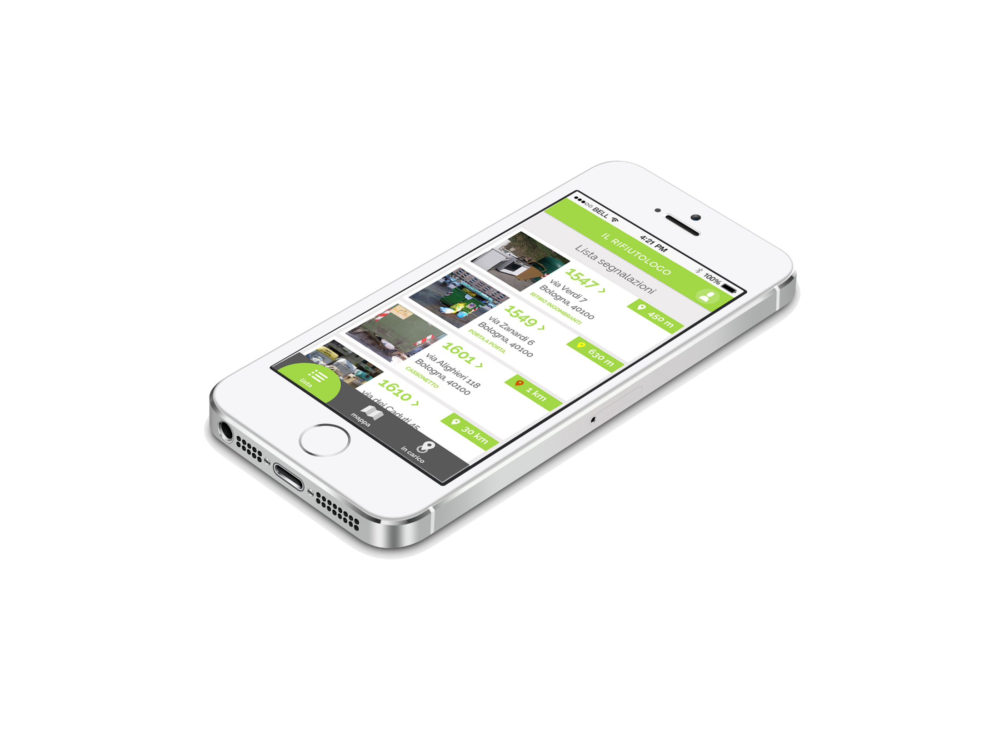 BELL
4:21 PM
100%
IL RIFIUTOLOGO
Lista segnalazioni
1547 >
via Verdi 7
Bologna, 40100
RITIRO INGOMBRANTI
450 m
1549 >
via Zanardi 6
Bologna, 40100
PORTA A PORTA
630 m
1601 >
via Alighieri 118
Bologna, 40100
CASSONETTO
1 km
1610 >
via dei Caduti 45
30 km
lista
mappa
in carico